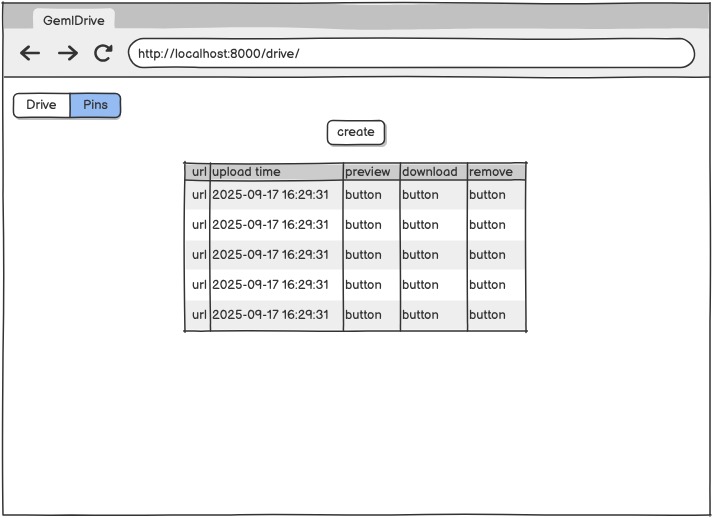 GemlDrive
http://localhost:8000/drive/
Drive Pins
create
url upload time preview download remove
url 2025-09-17 16:29:31 button button button
url 2025-09-17 16:29:31 button button button
url 2025-09-17 16:29:31 button button button
url 2025-09-17 16:29:31 button button button
url 2025-09-17 16:29:31 button button button